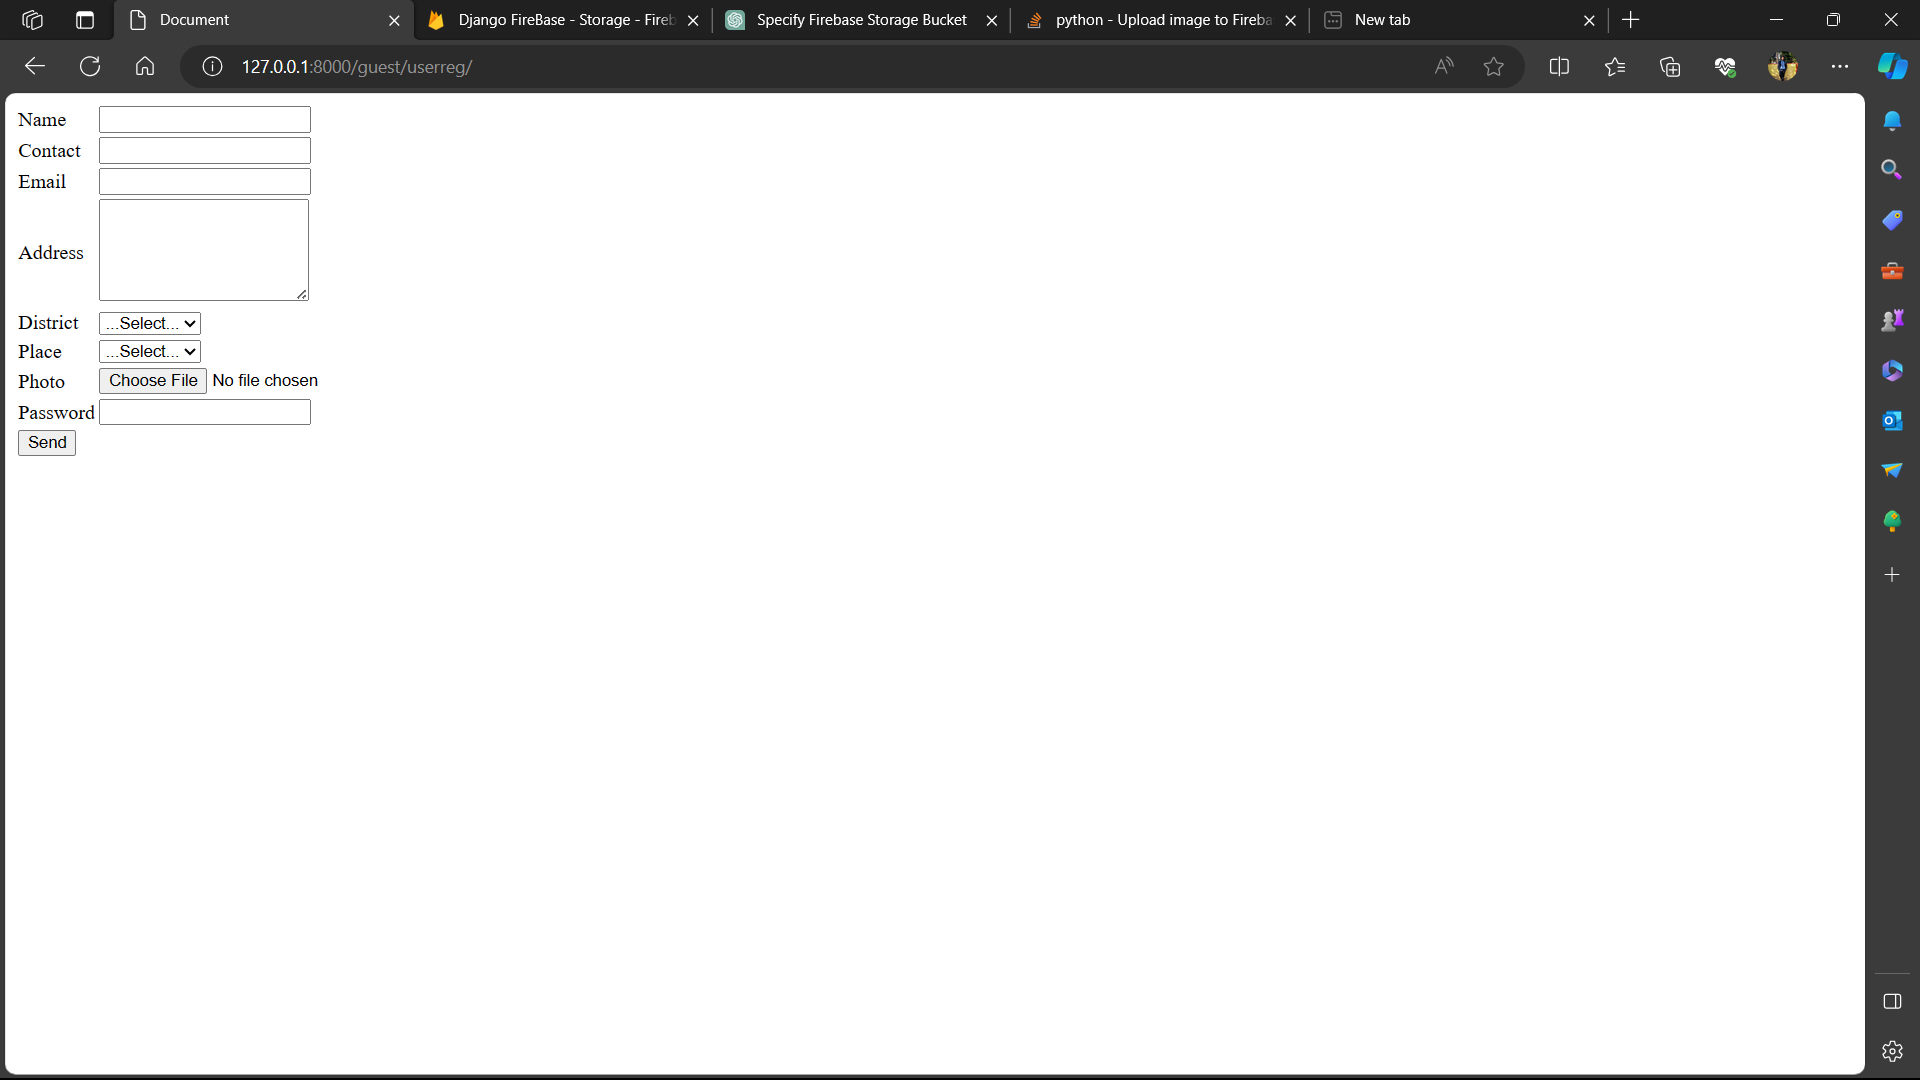 Document
Django FireBase - Storage - Fireb
Specify Firebase Storage Bucket
python - Upload image to Fireba
New tab
127.0.0.1:8000/guest/userreg/
Name
Contact
Email
Address
District ...Select...
Place ...Select...
Photo Choose File No file chosen
Password
Send